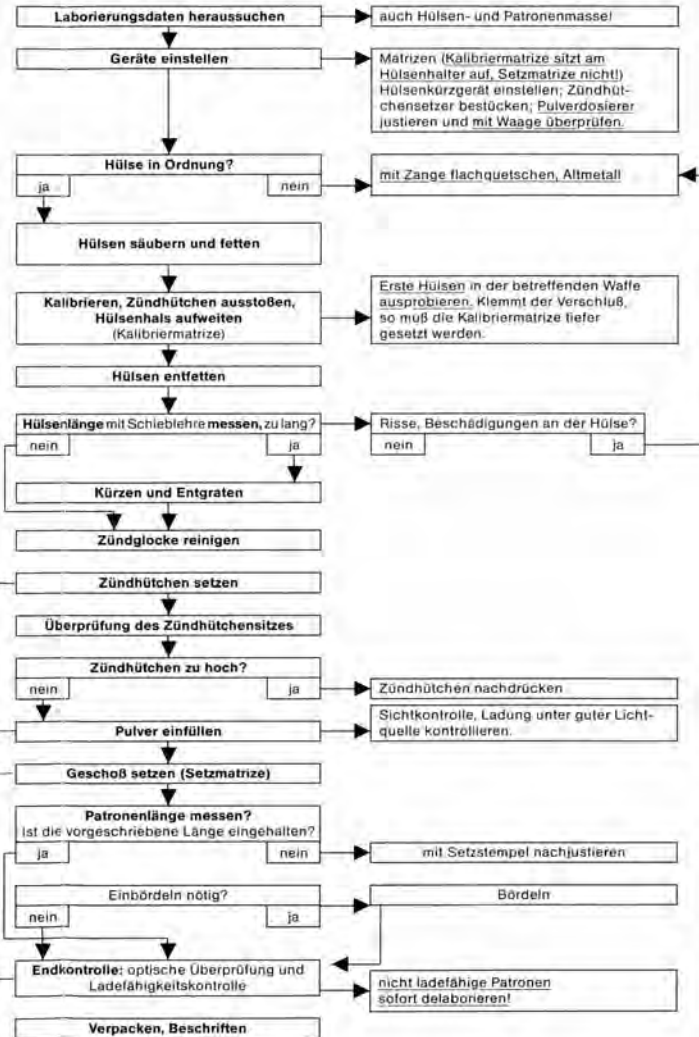 Laborierungsdaten heraussuchen
auch Hülsen- und Patronenmasse!
Geräte einstellen
Matrizen (Kalibriermatrize sitzt am
Hülsenhalter auf, Setzmatrize nicht!)
Hülsenkürzgerät einstellen; Zündhüt-
chensetzer bestücken; Pulverdosierer
justieren und mit Waage überprüfen.
Hülse in Ordnung?
ja
nein
mit Zange flachquetschen, Altmetall
Hülsen säubern und fetten
Kalibrieren, Zündhütchen ausstoßen,
Hülsenhals aufweiten
(Kalibriermatrize)
Erste Hülsen in der betreffenden Waffe
ausprobieren. Klemmt der Verschluß,
so muß die Kalibriermatrize tiefer
gesetzt werden.
Hülsen entfetten
Hülsenlänge mit Schieblehre messen, zu lang?
nein
ja
Risse, Beschädigungen an der Hülse?
nein
ja
Kürzen und Entgraten
Zündglocke reinigen
Zündhütchen setzen
Überprüfung des Zündhütchensitzes
Zündhütchen zu hoch?
nein
ja
Zündhütchen nachdrücken
Pulver einfüllen
Sichtkontrolle, Ladung unter guter Licht-
quelle kontrollieren.
Geschoß setzen (Setzmatrize)
Patronenlänge messen?
Ist die vorgeschriebene Länge eingehalten?
ja
nein
mit Setzstempel nachjustieren
Einbördeln nötig?
nein
ja
Bördeln
Endkontrolle: optische Überprüfung und
Ladefähigkeitskontrolle
nicht ladefähige Patronen
sofort delaborieren!
Verpacken, Beschriften